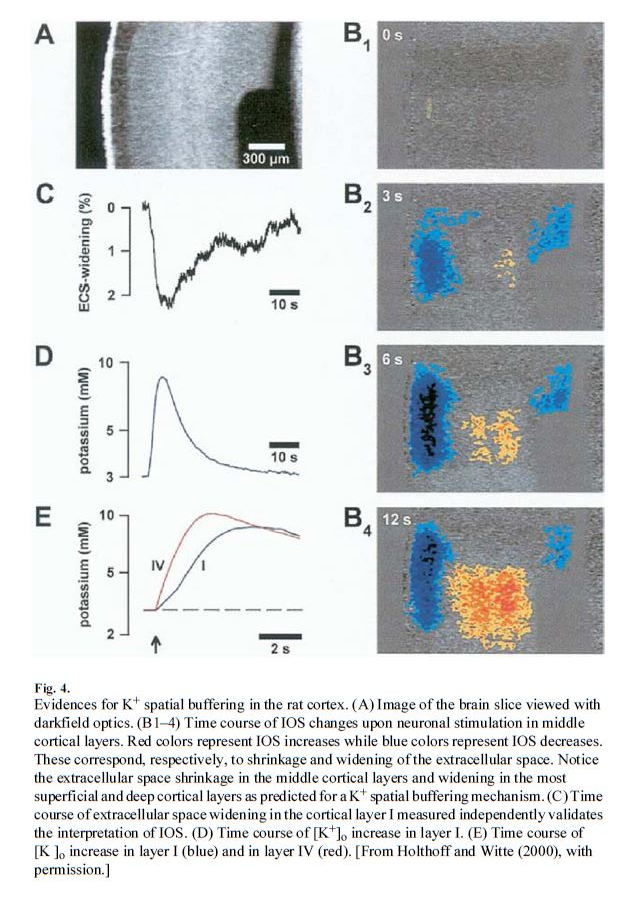 A
300 µm
B1
0 s
C
ECS-widening (%)
0
1
2
10 s
B2
3 s
D
potassium (mM)
10
5
3
10 s
B3
6 s
E
potassium (mM)
10
5
2
IV
I
2 s
B4
12 s
Fig. 4.
Evidences for K+ spatial buffering in the rat cortex. (A) Image of the brain slice viewed with
darkfield optics. (B1–4) Time course of IOS changes upon neuronal stimulation in middle
cortical layers. Red colors represent IOS increases while blue colors represent IOS decreases.
These correspond, respectively, to shrinkage and widening of the extracellular space. Notice
the extracellular space shrinkage in the middle cortical layers and widening in the most
superficial and deep cortical layers as predicted for a K+ spatial buffering mechanism. (C) Time
course of extracellular space widening in the cortical layer I measured independently validates
the interpretation of IOS. (D) Time course of [K+]o increase in layer I. (E) Time course of
[K ]o increase in layer I (blue) and in layer IV (red). [From Holthoff and Witte (2000), with
permission.]